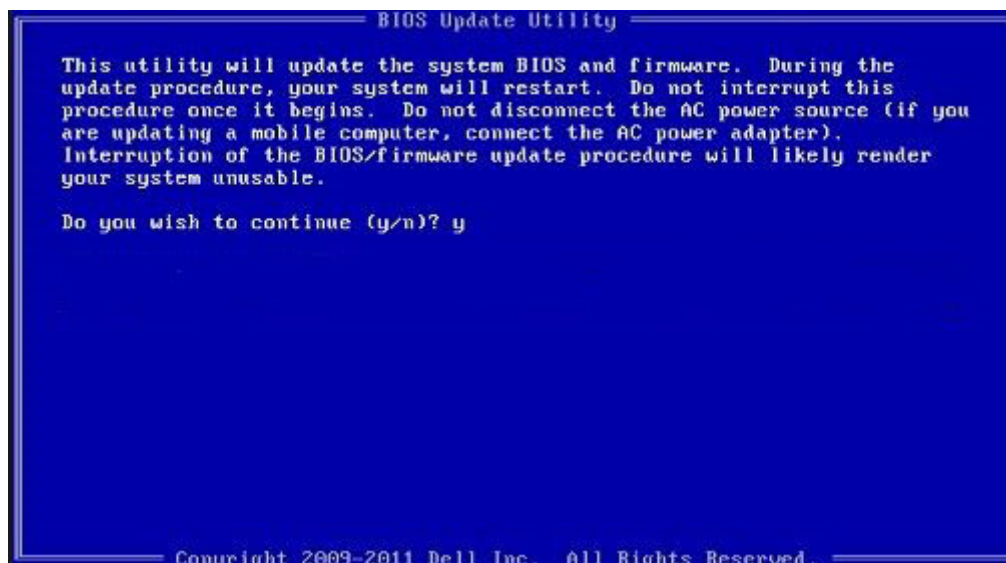 BIOS Update Utility
This utility will update the system BIOS and firmware. During the
update procedure, your system will restart. Do not interrupt this
procedure once it begins. Do not disconnect the AC power source (if you
are updating a mobile computer, connect the AC power adapter).
Interruption of the BIOS/firmware update procedure will likely render
your system unusable.
Do you wish to continue (y/n)? y
Copyright 2009-2011 Dell Inc. All Rights Reserved.